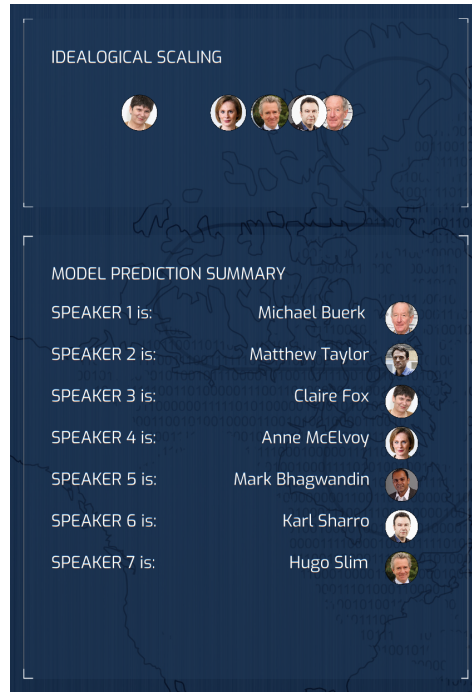 IDEALOGICAL SCALING
MODEL PREDICTION SUMMARY
SPEAKER 1 is: Michael Buerk
SPEAKER 2 is: Matthew Taylor
SPEAKER 3 is: Claire Fox
SPEAKER 4 is: Anne McElvoy
SPEAKER 5 is: Mark Bhagwandin
SPEAKER 6 is: Karl Sharro
SPEAKER 7 is: Hugo Slim